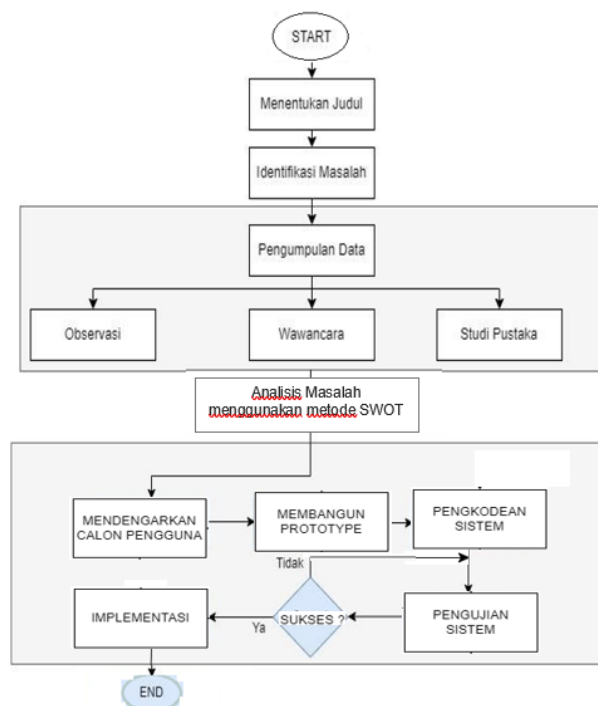 START
Menentukan Judul
Identifikasi Masalah
Pengumpulan Data
Observasi
Wawancara
Studi Pustaka
Analisis Masalah
menggunakan metode SWOT
MENDENGARKAN
CALON PENGGUNA
MEMBANGUN
PROTOTYPE
PENGKODEAN
SISTEM
Tidak
IMPLEMENTASI
Ya
SUKSES ?
PENGUJIAN
SISTEM
END